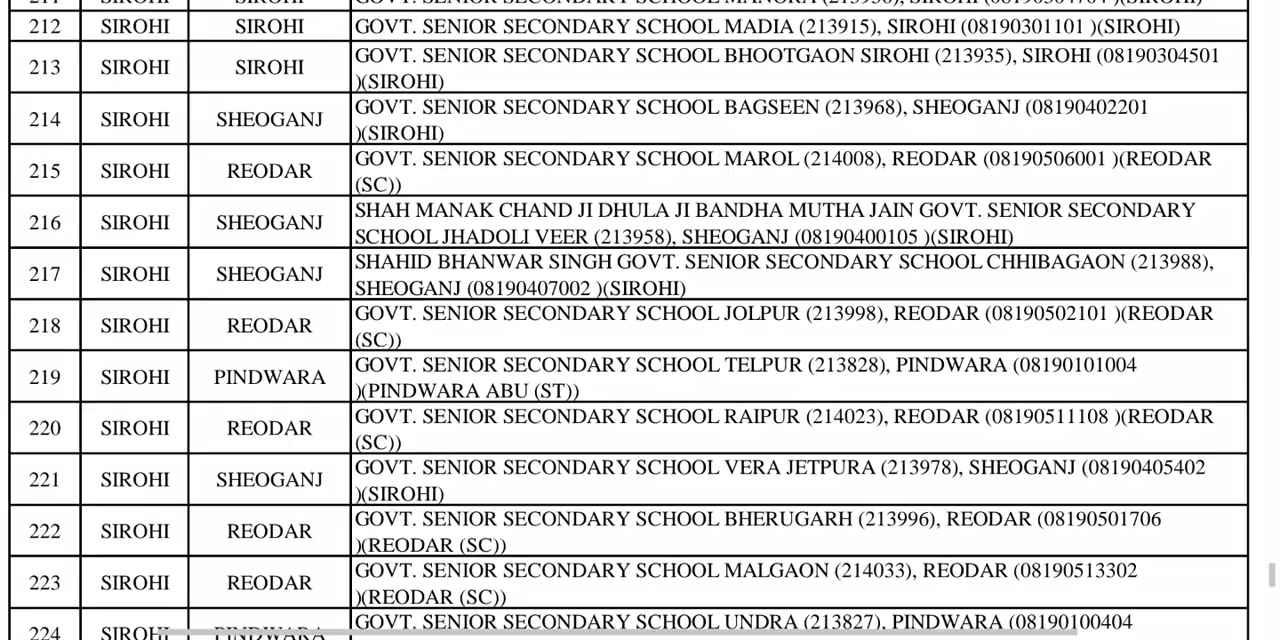 211 SIROHI SIROHI GOVT. SENIOR SECONDARY SCHOOL MANORA
212 SIROHI SIROHI GOVT. SENIOR SECONDARY SCHOOL MADIA (213915), SIROHI (08190301101 )(SIROHI)
213 SIROHI SIROHI GOVT. SENIOR SECONDARY SCHOOL BHOOTGAON SIROHI (213935), SIROHI (08190304501
)(SIROHI)
214 SIROHI SHEOGANJ GOVT. SENIOR SECONDARY SCHOOL BAGSEEN (213968), SHEOGANJ (08190402201
)(SIROHI)
215 SIROHI REODAR GOVT. SENIOR SECONDARY SCHOOL MAROL (214008), REODAR (08190506001 )(REODAR
(SC))
216 SIROHI SHEOGANJ SHAH MANAK CHAND JI DHULA JI BANDHA MUTHA JAIN GOVT. SENIOR SECONDARY
SCHOOL JHADOLI VEER (213958), SHEOGANJ (08190400105 )(SIROHI)
217 SIROHI SHEOGANJ SHAHID BHANWAR SINGH GOVT. SENIOR SECONDARY SCHOOL CHHIBAGAON (213988),
SHEOGANJ (08190407002 )(SIROHI)
218 SIROHI REODAR GOVT. SENIOR SECONDARY SCHOOL JOLPUR (213998), REODAR (08190502101 )(REODAR
(SC))
219 SIROHI PINDWARA GOVT. SENIOR SECONDARY SCHOOL TELPUR (213828), PINDWARA (08190101004
)(PINDWARA ABU (ST))
220 SIROHI REODAR GOVT. SENIOR SECONDARY SCHOOL RAIPUR (214023), REODAR (08190511108 )(REODAR
(SC))
221 SIROHI SHEOGANJ GOVT. SENIOR SECONDARY SCHOOL VERA JETPURA (213978), SHEOGANJ (08190405402
)(SIROHI)
222 SIROHI REODAR GOVT. SENIOR SECONDARY SCHOOL BHERUGARH (213996), REODAR (08190501706
)(REODAR (SC))
223 SIROHI REODAR GOVT. SENIOR SECONDARY SCHOOL MALGAON (214033), REODAR (08190513302
)(REODAR (SC))
224 SIROHI PINDWARA GOVT. SENIOR SECONDARY SCHOOL UNDRA (213827), PINDWARA (08190100404